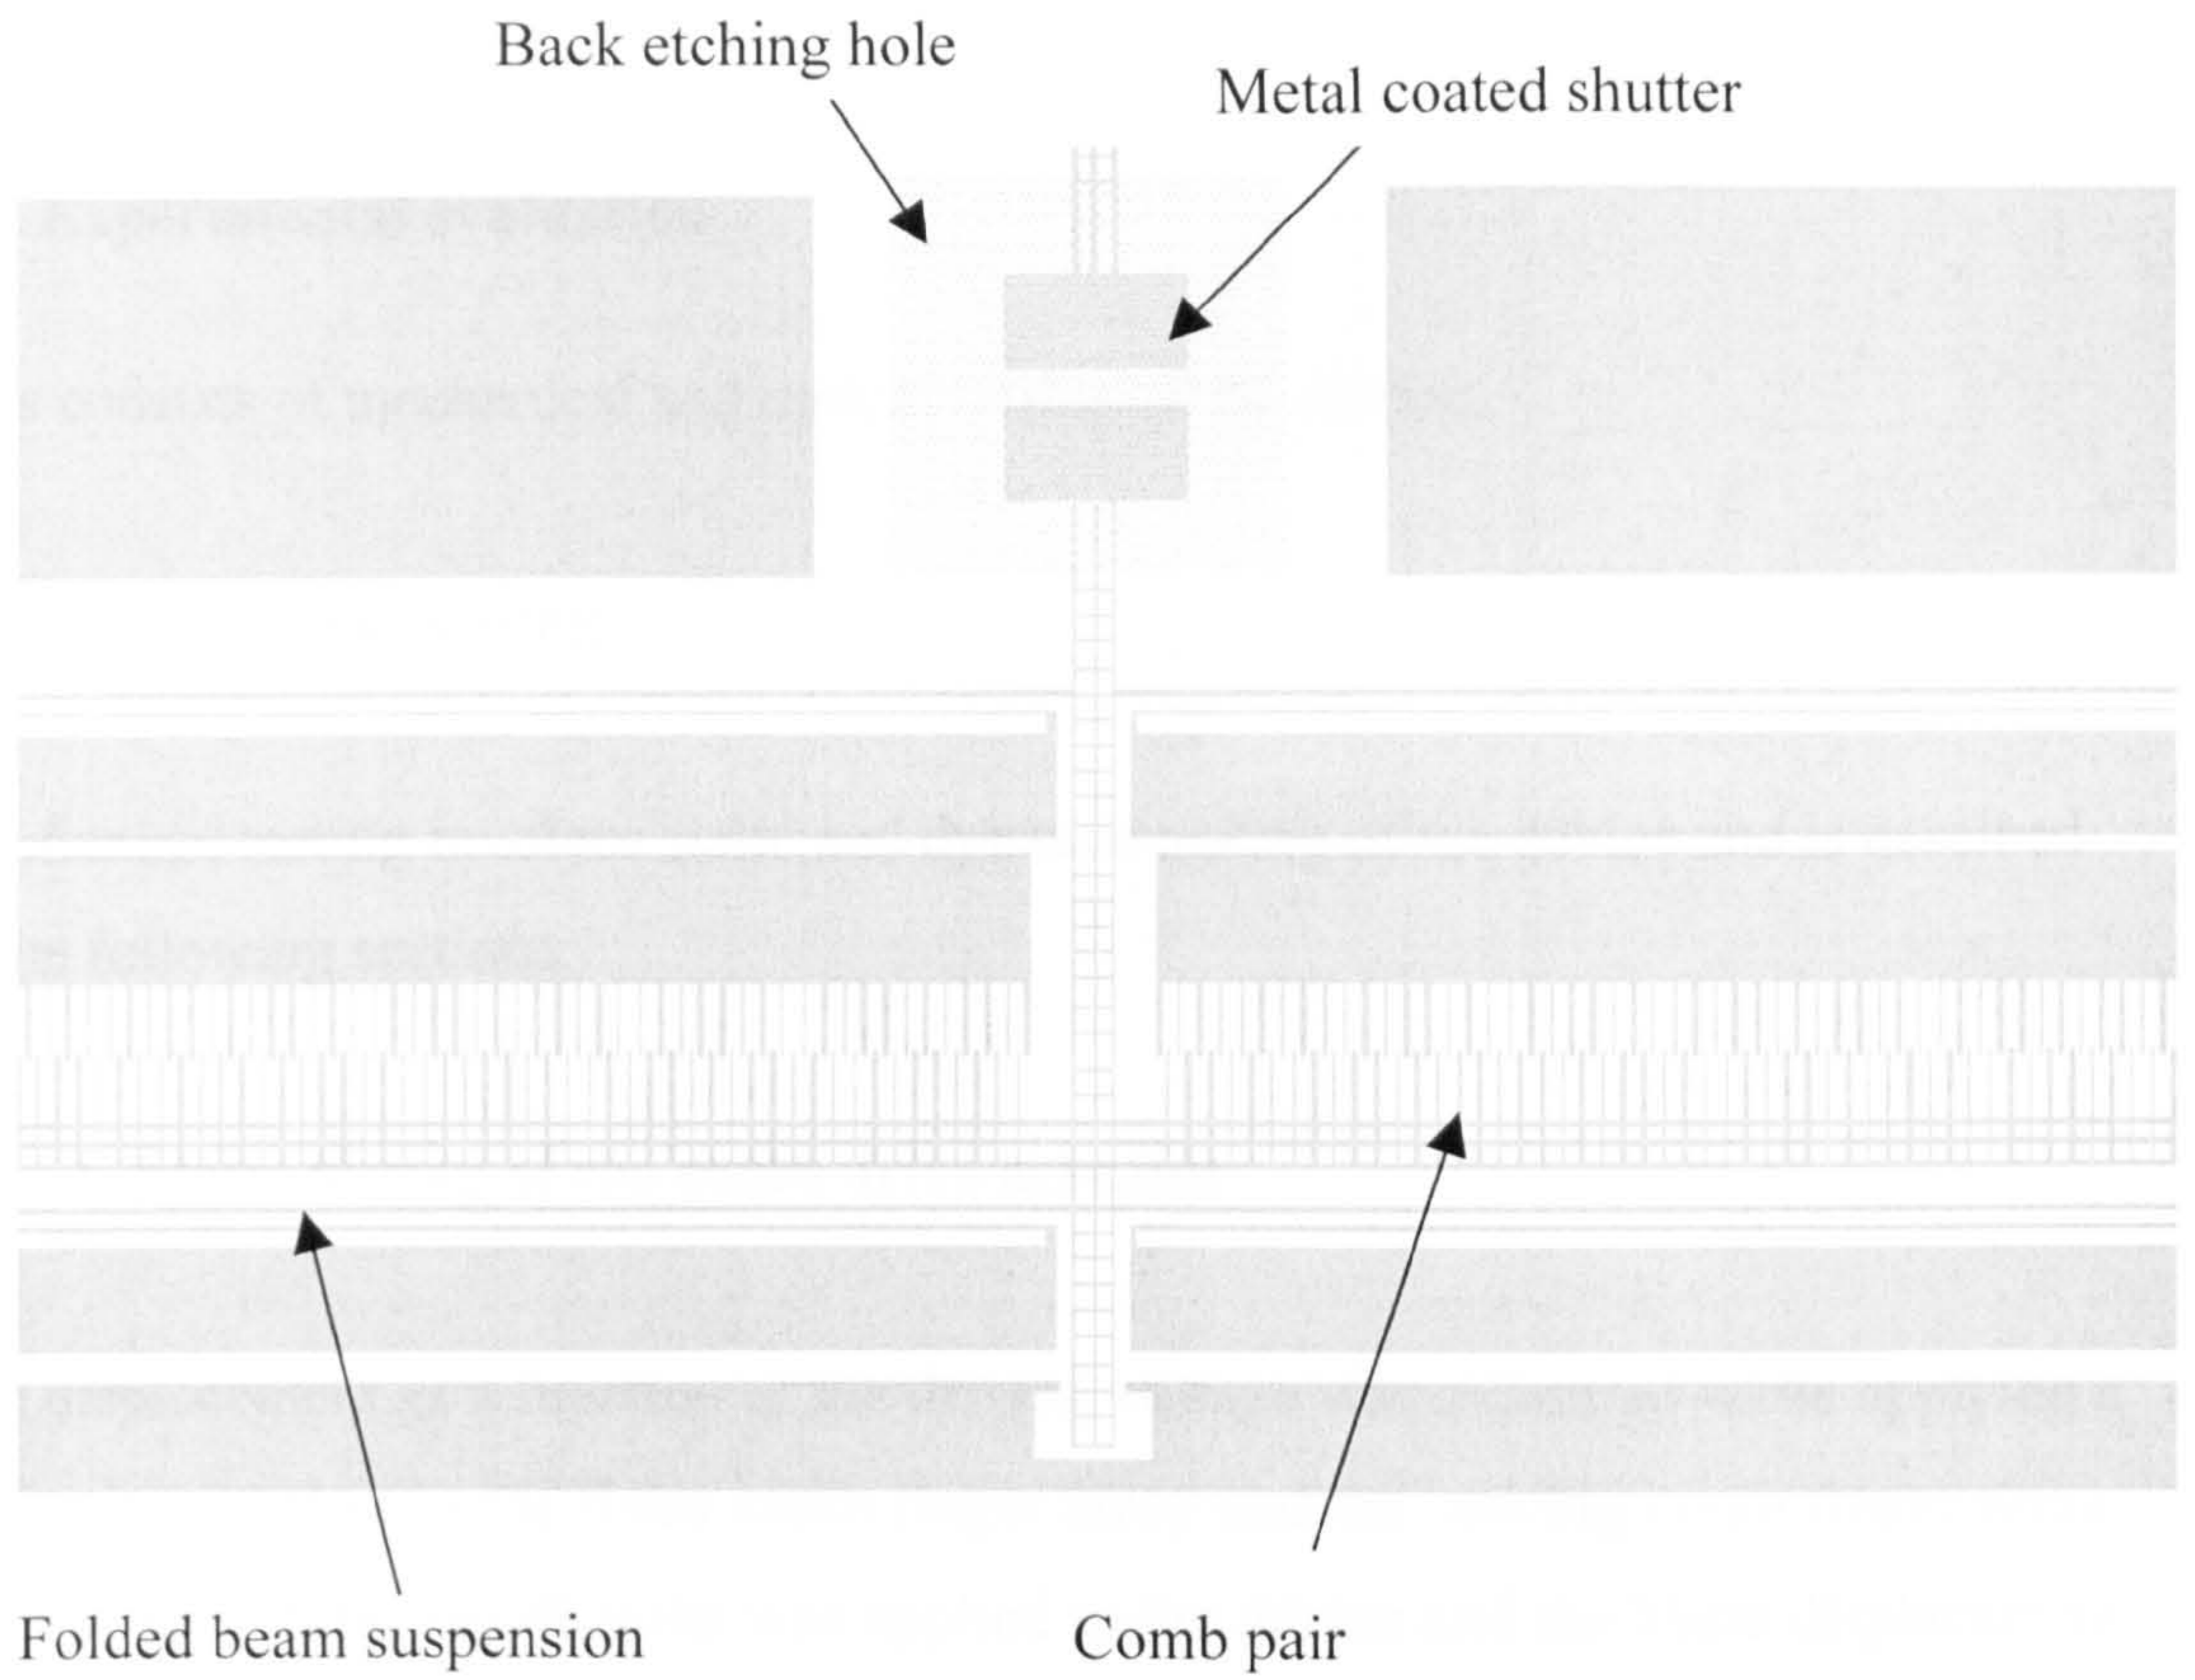 Back etching hole
Metal coated shutter
Folded beam suspension
Comb pair